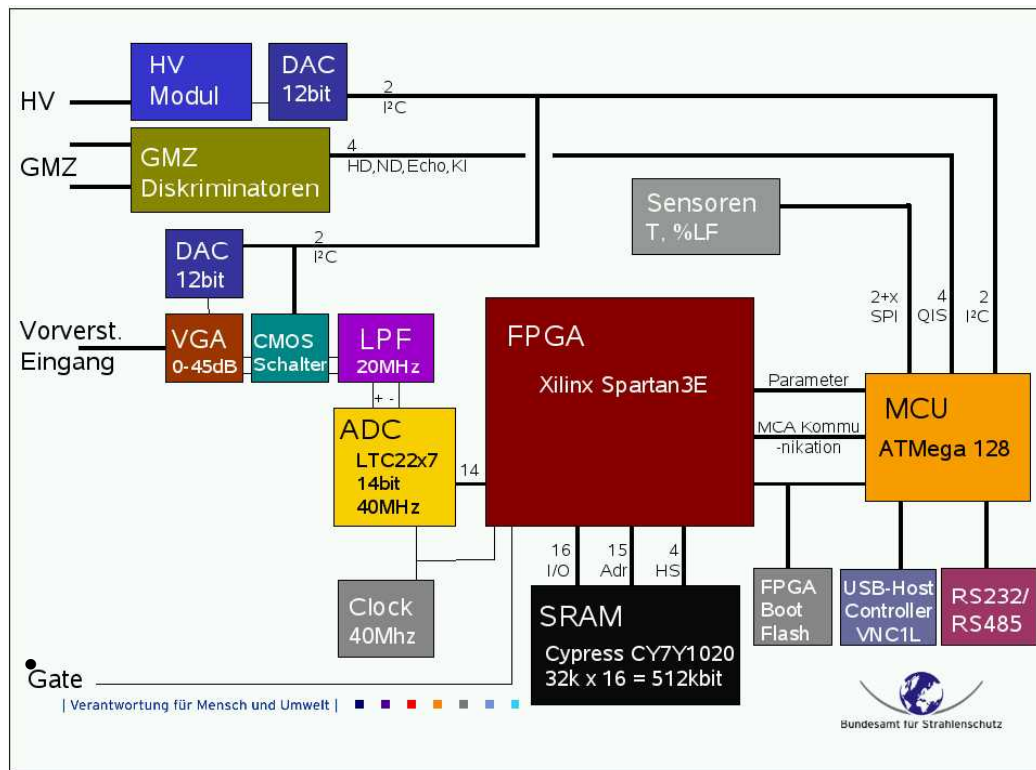 HV
HV
Modul
DAC
12bit
2
I²C
GMZ
GMZ
Diskriminatoren
4
HD,ND,Echo,KI
Sensoren
T, %LF
DAC
12bit
2
I²C
2+x
SPI
4
QIS
2
I²C
Vorverst.
Eingang
VGA
0-45dB
CMOS
Schalter
LPF
20MHz
+ -
FPGA
Xilinx Spartan3E
Parameter
MCA Kommu
-nikation
MCU
ATMega 128
ADC
LTC22x7
14bit
40MHz
14
16
I/O
15
Adr
4
HS
Clock
40Mhz
SRAM
Cypress CY7Y1020
32k x 16 = 512kbit
FPGA
Boot
Flash
USB-Host
Controller
VNC1L
RS232/
RS485
Gate
| Verantwortung für Mensch und Umwelt |
Bundesamt für Strahlenschutz